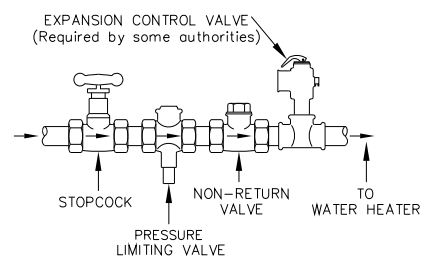 EXPANSION CONTROL VALVE
(Required by some authorities)
STOPCOCK
PRESSURE
LIMITING VALVE
NON-RETURN
VALVE
TO
WATER HEATER